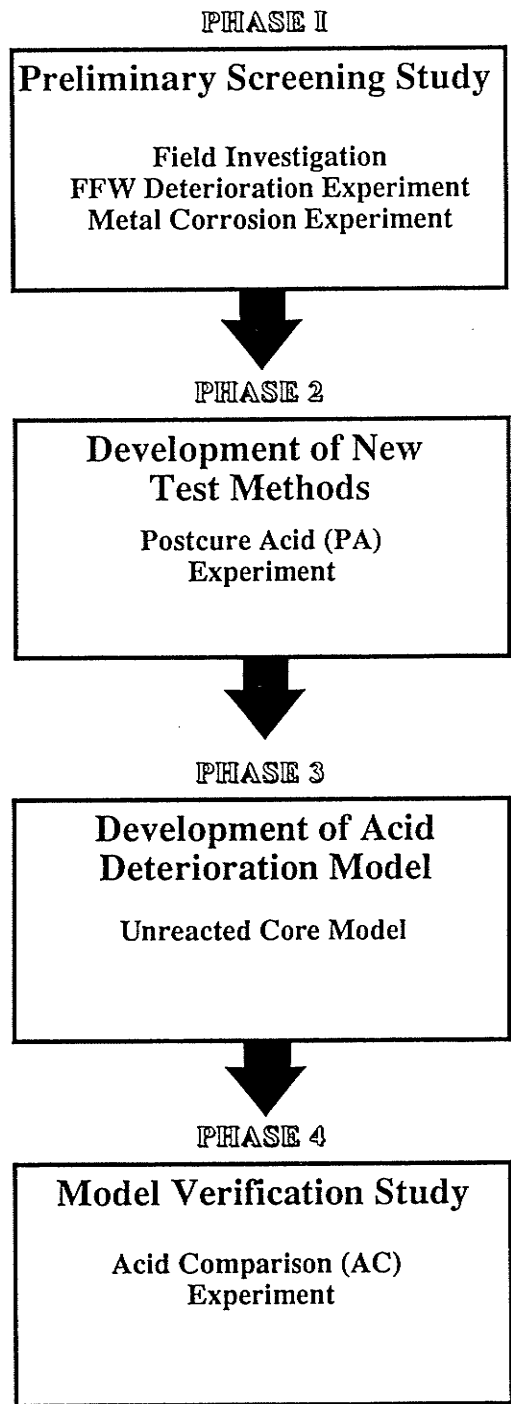 PHASE I
Preliminary Screening Study
Field Investigation
FFW Deterioration Experiment
Metal Corrosion Experiment
PHASE 2
Development of New
Test Methods
Postcure Acid (PA)
Experiment
PHASE 3
Development of Acid
Deterioration Model
Unreacted Core Model
PHASE 4
Model Verification Study
Acid Comparison (AC)
Experiment